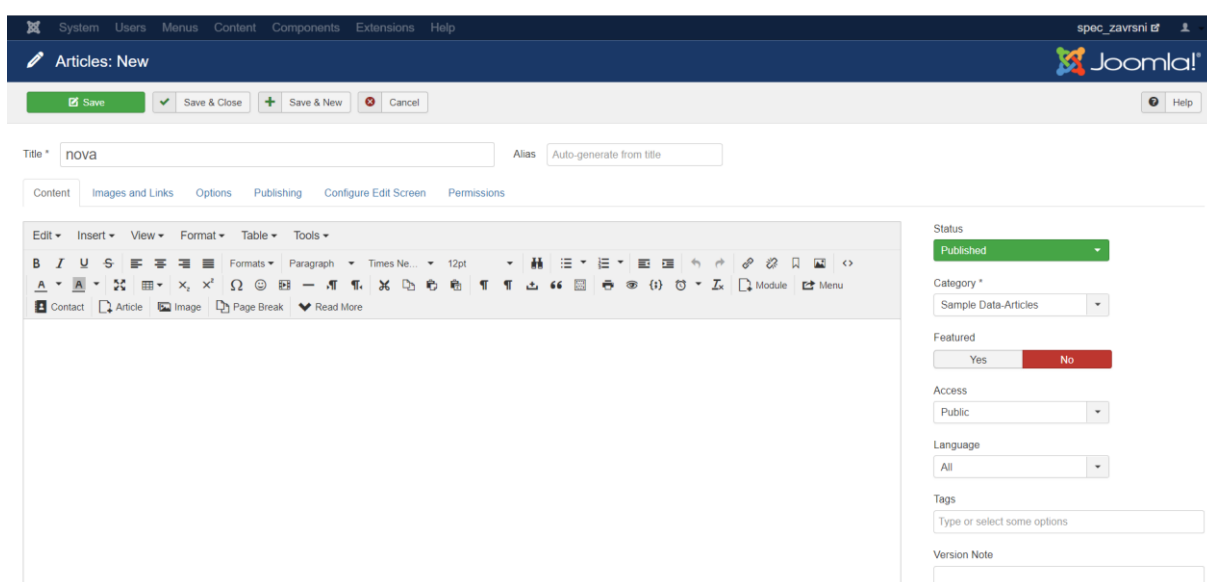 System Users Menus Content Components Extensions Help spec_zavrsni
Articles: New Joomla!®
Save Save & Close Save & New Cancel Help
Title * nova Alias Auto-generate from title
Content Images and Links Options Publishing Configure Edit Screen Permissions
Edit Insert View Format Table Tools
B I U S Formats Paragraph Times Ne... 12pt
A A Module Menu
Contact Article Image Page Break Read More
Status
Published
Category *
Sample Data-Articles
Featured
Yes No
Access
Public
Language
All
Tags
Type or select some options
Version Note